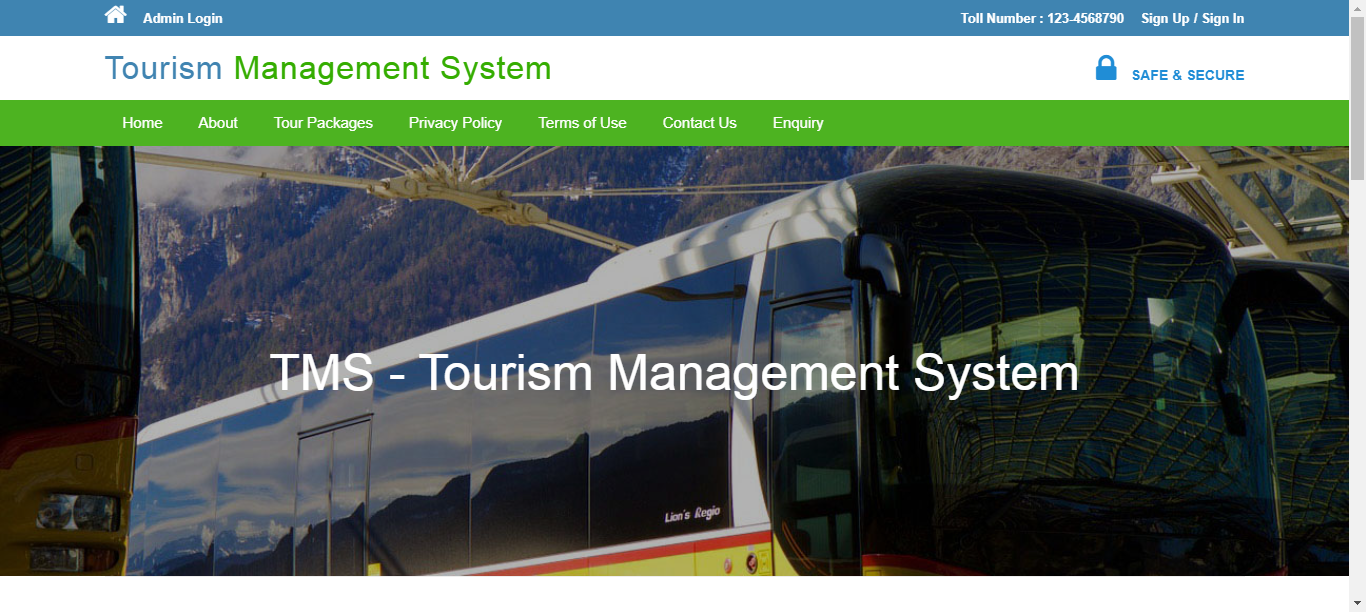 Admin Login
Toll Number : 123-4568790 Sign Up / Sign In
Tourism Management System
SAFE & SECURE
Home About Tour Packages Privacy Policy Terms of Use Contact Us Enquiry
TMS - Tourism Management System
Lion's Regio